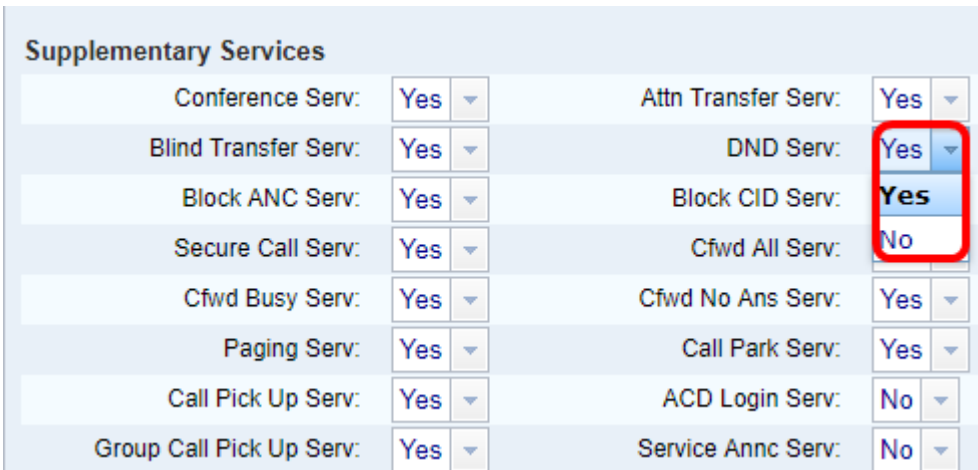 Supplementary Services
Conference Serv: Yes Attn Transfer Serv: Yes
Blind Transfer Serv: Yes DND Serv: Yes
Block ANC Serv: Yes Block CID Serv: Yes
Secure Call Serv: Yes Cfwd All Serv: No
Cfwd Busy Serv: Yes Cfwd No Ans Serv: Yes
Paging Serv: Yes Call Park Serv: Yes
Call Pick Up Serv: Yes ACD Login Serv: No
Group Call Pick Up Serv: Yes Service Annc Serv: No